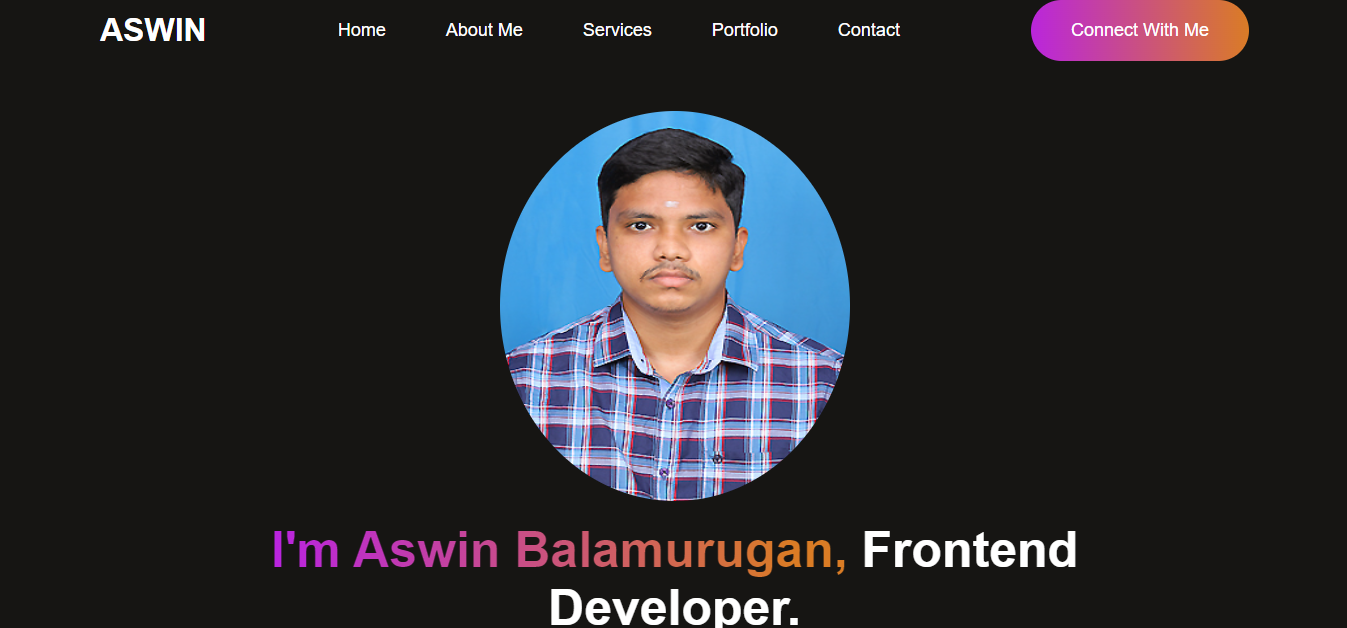 ASWIN
Home
About Me
Services
Portfolio
Contact
Connect With Me
I'm Aswin Balamurugan, Frontend
Developer.